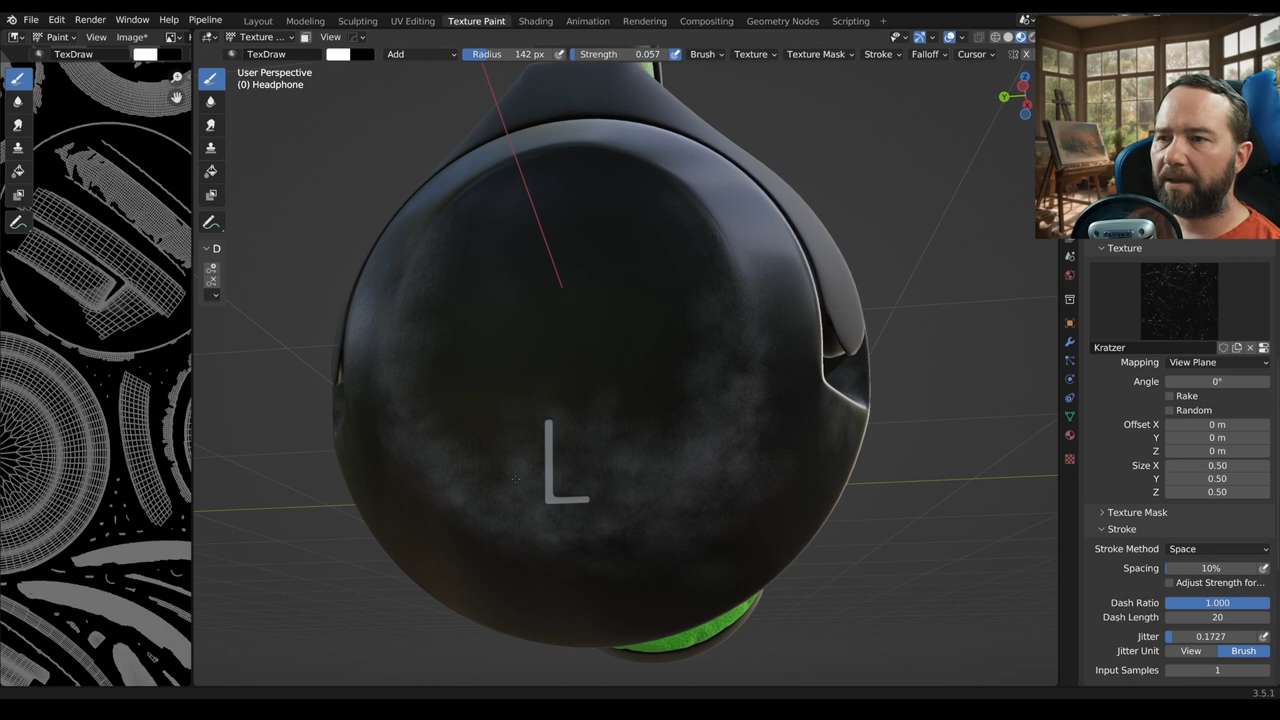 File Edit Render Window Help Pipeline Layout Modeling Sculpting UV Editing Texture Paint Shading Animation Rendering Compositing Geometry Nodes Scripting +
Paint View Image* Texture ... View
TexDraw TexDraw Add Radius 142 px Strength 0.057 Brush Texture Texture Mask Stroke Falloff Cursor X
User Perspective
(0) Headphone
Z
Y
X
D
L
Texture
Kratzer
Mapping View Plane
Angle 0°
Rake
Random
Offset X 0 m
Y 0 m
Z 0 m
Size X 0.50
Y 0.50
Z 0.50
Texture Mask
Stroke
Stroke Method Space
Spacing 10%
Adjust Strength for...
Dash Ratio 1.000
Dash Length 20
Jitter 0.1727
Jitter Unit View Brush
Input Samples 1
3.5.1